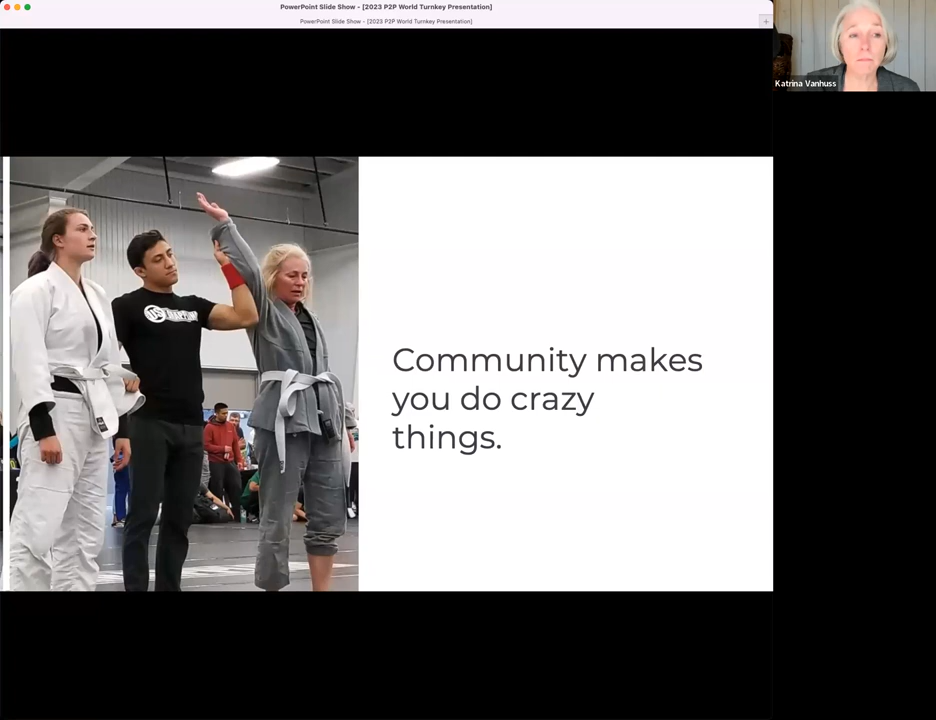 PowerPoint Slide Show - [2023 P2P World Turnkey Presentation]
PowerPoint Slide Show - [2023 P2P World Turnkey Presentation]
Katrina Vanhuss
Community makes
you do crazy
things.